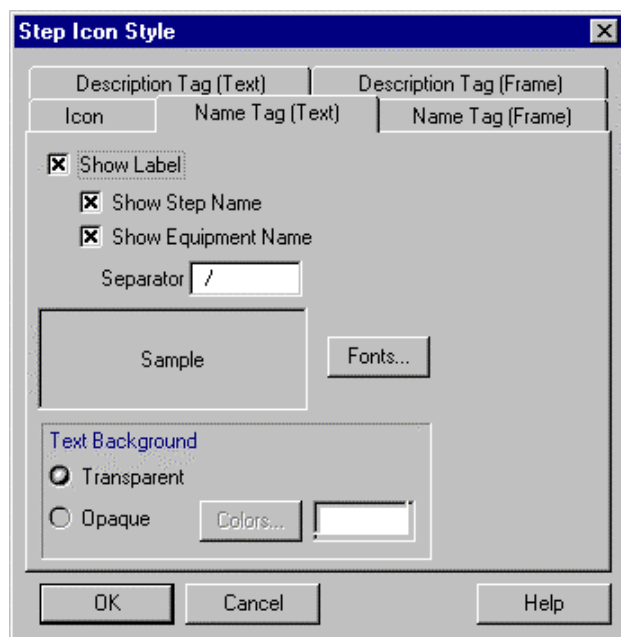 Step Icon Style
Description Tag (Text) Description Tag (Frame)
Icon Name Tag (Text) Name Tag (Frame)
Show Label
Show Step Name
Show Equipment Name
Separator /
Sample Fonts...
Text Background
Transparent
Opaque Colors...
OK Cancel Help